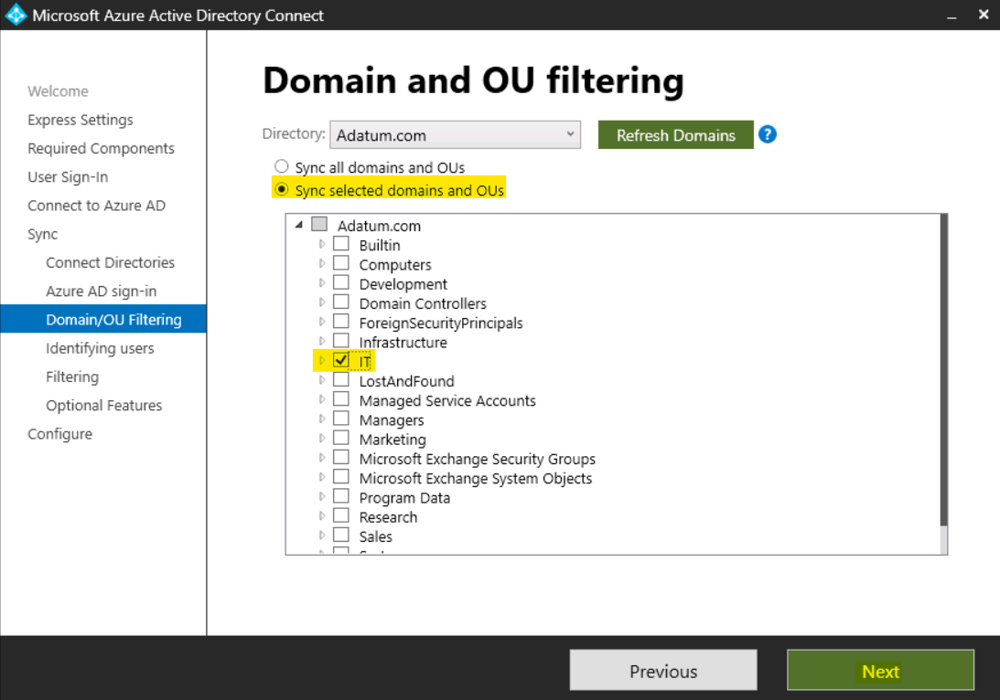 Microsoft Azure Active Directory Connect
Welcome
Express Settings
Required Components
User Sign-In
Connect to Azure AD
Sync
Connect Directories
Azure AD sign-in
Domain/OU Filtering
Identifying users
Filtering
Optional Features
Configure
Domain and OU filtering
Directory: Adatum.com Refresh Domains ?
Sync all domains and OUs
Sync selected domains and OUs
Adatum.com
Builtin
Computers
Development
Domain Controllers
ForeignSecurityPrincipals
Infrastructure
IT
LostAndFound
Managed Service Accounts
Managers
Marketing
Microsoft Exchange Security Groups
Microsoft Exchange System Objects
Program Data
Research
Sales
Previous Next